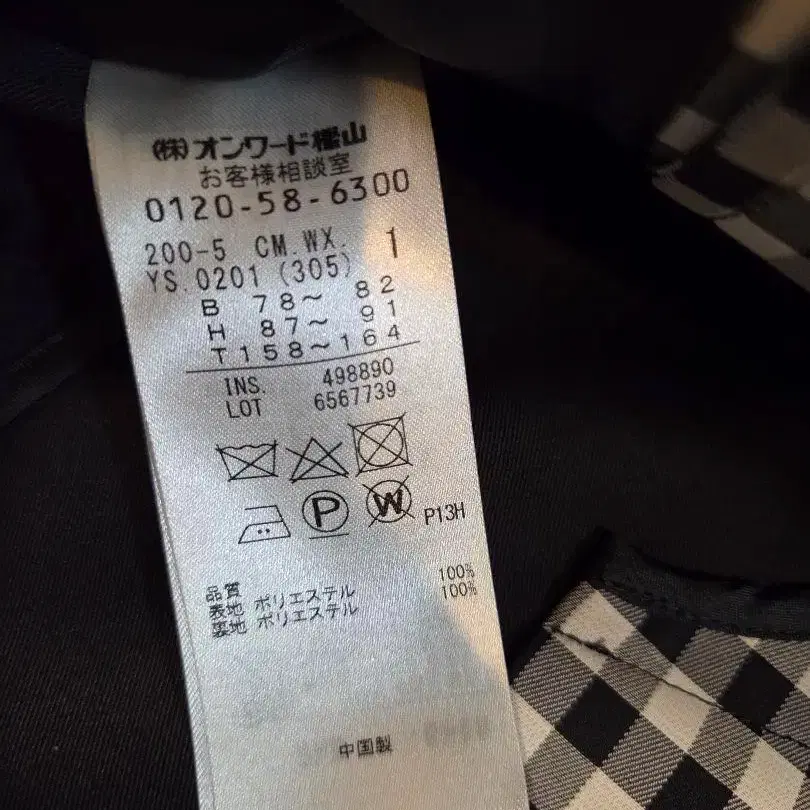 ㈱オンワード樫山
お客様相談室
0120-58-6300
200-5 CM.WX. 1
YS.0201 (305)
B 78〜 82
H 87〜 91
T158〜164
INS. 498890
LOT 6567739
P W P13H
品質
表地 ポリエステル 100%
裏地 ポリエステル 100%
中国製